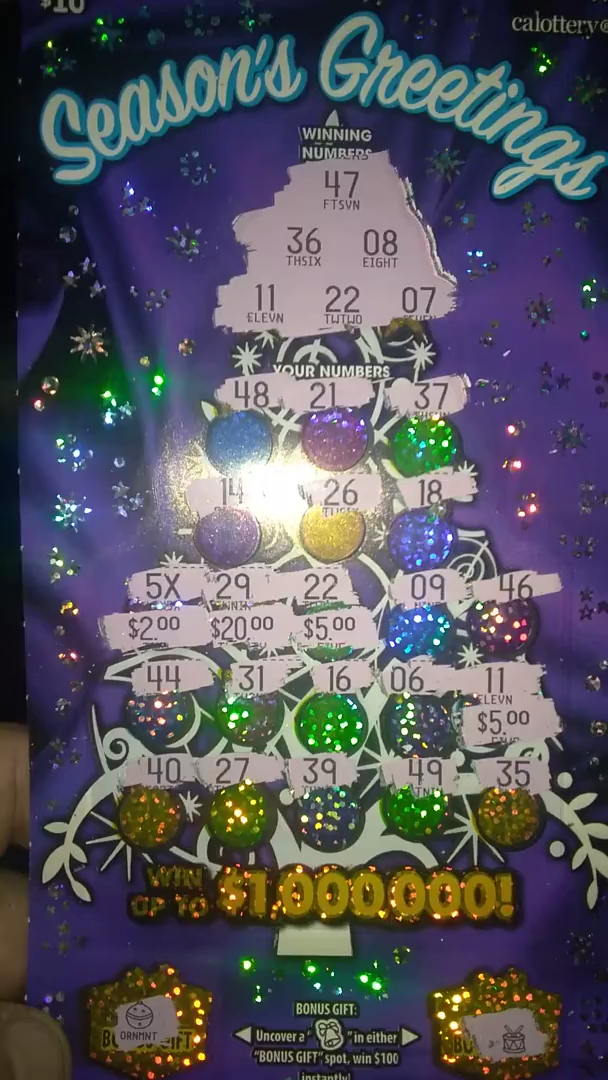 $10
calottery
Season's Greetings
WINNING
NUMBERS
47
FTSVN
36 08
THSIX EIGHT
11 22 07
ELEVN TWTWO SEVEN
YOUR NUMBERS
48 21 37
14 26 18
5X 29 22 09 46
$2.00 $20.00 $5.00
44 31 16 06 11
ELEVN
$5.00
40 27 39 49 35
WIN
UP TO $1,000,000!
ORNMNT
BONUS GIFT:
Uncover a in either
"BONUS GIFT" spot, win $100
instantly!